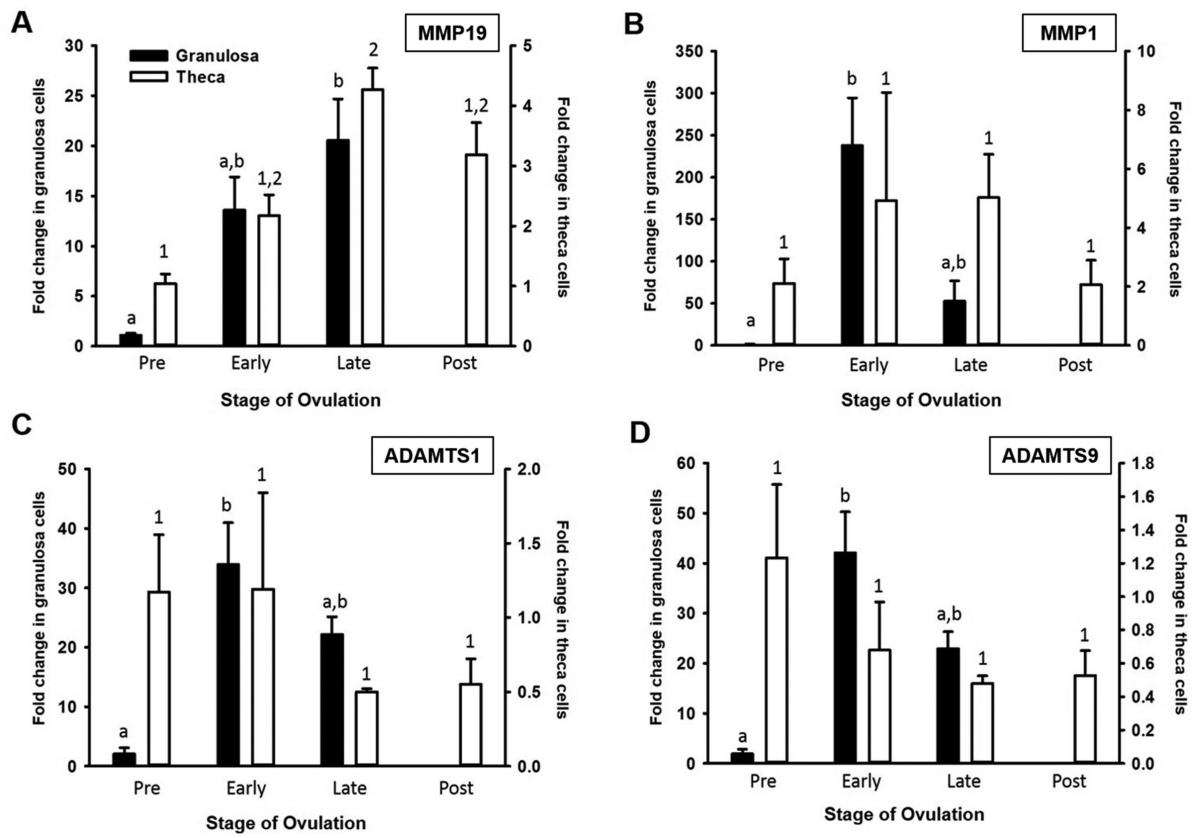 A
MMP19
Granulosa
Theca
Fold change in granulosa cells
30
25
20
15
10
5
0
a
1
a,b
1,2
b
2
1,2
5
4
3
2
1
0
Fold change in theca cells
Pre Early Late Post
Stage of Ovulation
B
MMP1
Fold change in granulosa cells
350
300
250
200
150
100
50
0
a
1
b
1
a,b
1
1
10
8
6
4
2
0
Fold change in theca cells
Pre Early Late Post
Stage of Ovulation
C
ADAMTS1
Fold change in granulosa cells
50
40
30
20
10
0
a
1
b
1
a,b
1
1
2.0
1.5
1.0
0.5
0.0
Fold change in theca cells
Pre Early Late Post
Stage of Ovulation
D
ADAMTS9
Fold change in granulosa cells
60
50
40
30
20
10
0
a
1
b
1
a,b
1
1
1.8
1.6
1.4
1.2
1.0
0.8
0.6
0.4
0.2
0.0
Fold change in theca cells
Pre Early Late Post
Stage of Ovulation